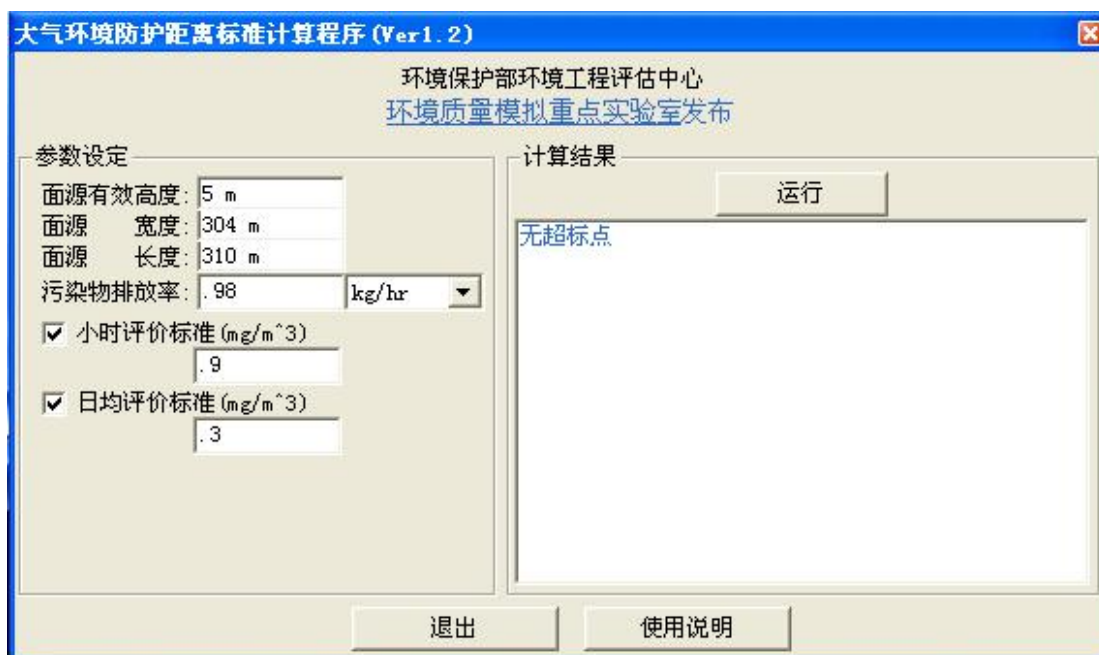 大气环境防护距离标准计算程序(Ver1.2)
环境保护部环境工程评估中心
环境质量模拟重点实验室发布
参数设定
面源有效高度: 5 m
面源 宽度: 304 m
面源 长度: 310 m
污染物排放率: .98 kg/hr
小时评价标准(mg/m^3)
.9
日均评价标准(mg/m^3)
.3
计算结果
运行
无超标点
退出 使用说明